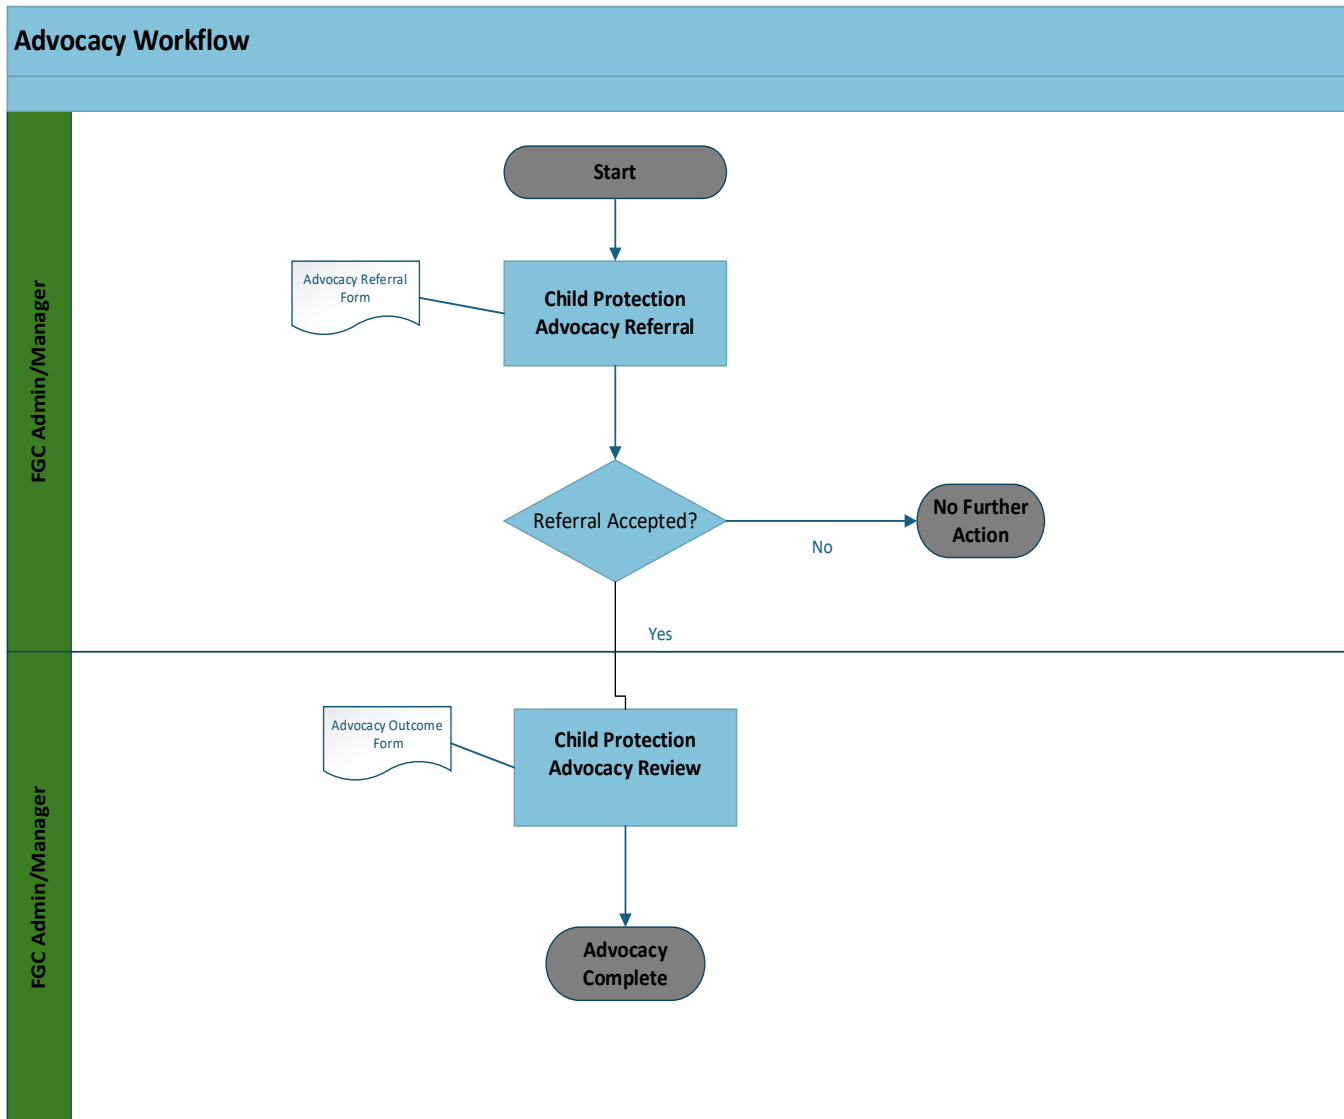 Advocacy Workflow
FGC Admin/Manager
Start
Advocacy Referral
Form
Child Protection
Advocacy Referral
Referral Accepted?
No
No Further
Action
Yes
FGC Admin/Manager
Advocacy Outcome
Form
Child Protection
Advocacy Review
Advocacy
Complete